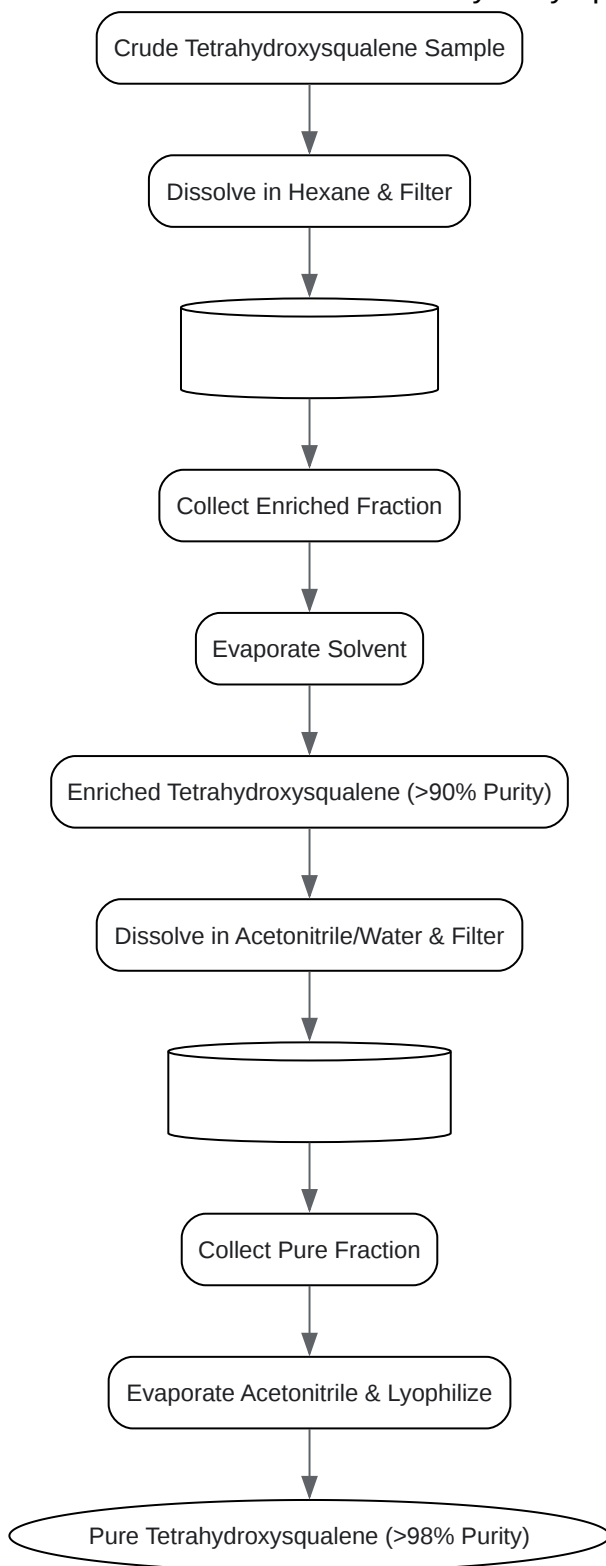 Crude Tetrahydroxysqualene Sample
Dissolve in Hexane & Filter
Collect Enriched Fraction
Evaporate Solvent
Enriched Tetrahydroxysqualene (>90% Purity)
Dissolve in Acetonitrile/Water & Filter
Collect Pure Fraction
Evaporate Acetonitrile & Lyophilize
Pure Tetrahydroxysqualene (>98% Purity)